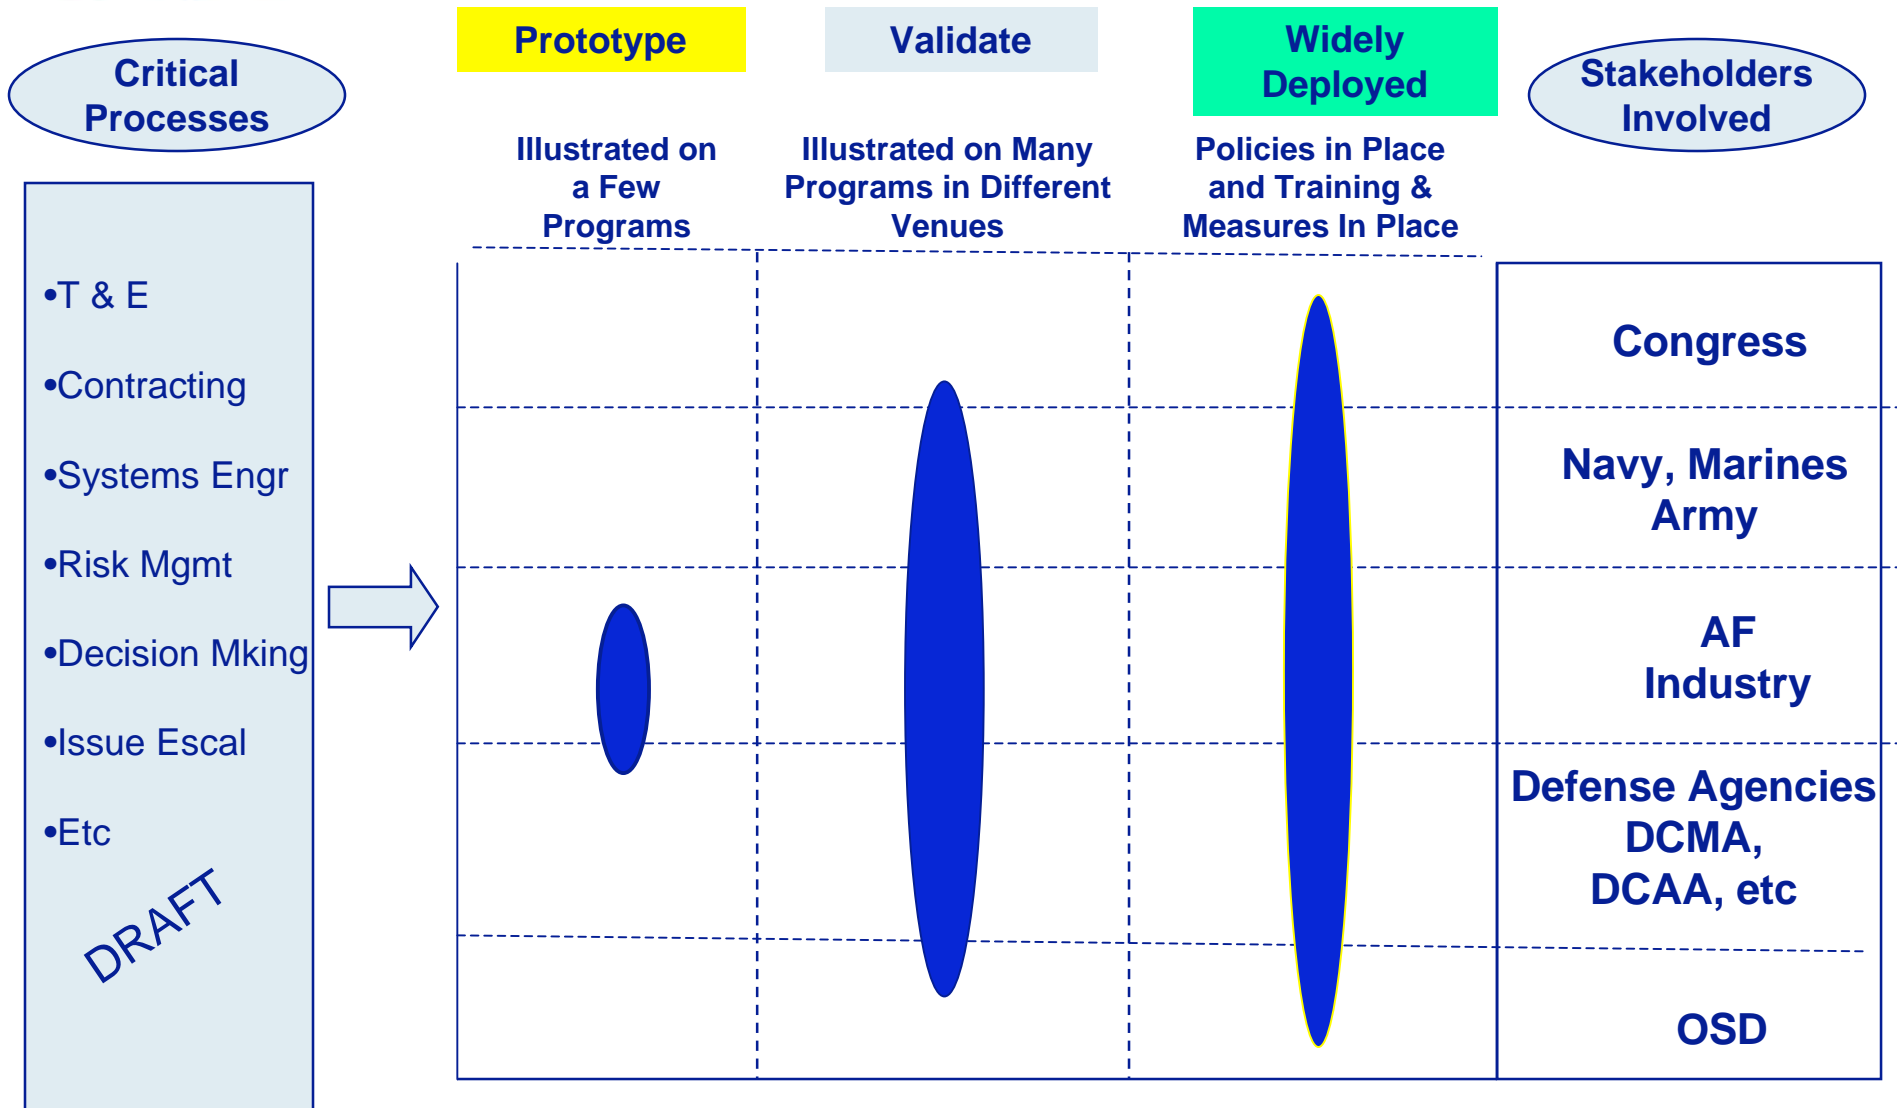 Critical
Processes
•T & E
•Contracting
•Systems Engr
•Risk Mgmt
•Decision Mking
•Issue Escal
•Etc
DRAFT
Prototype
Illustrated on
a Few
Programs
Validate
Illustrated on Many
Programs in Different
Venues
Widely
Deployed
Policies in Place
and Training &
Measures In Place
Stakeholders
Involved
Congress
Navy, Marines
Army
AF
Industry
Defense Agencies
DCMA,
DCAA, etc
OSD